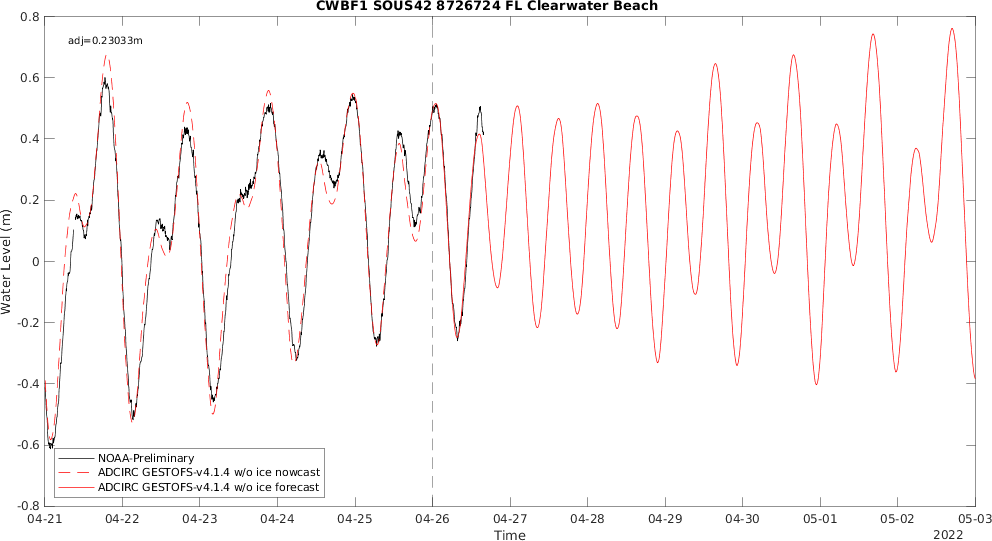 CWBF1 SOUS42 8726724 FL Clearwater Beach
adj=0.23033m
0.8
0.6
0.4
0.2
0
-0.2
-0.4
-0.6
-0.8
Water Level (m)
NOAA-Preliminary
ADCIRC GESTOFS-v4.1.4 w/o ice nowcast
ADCIRC GESTOFS-v4.1.4 w/o ice forecast
04-21 04-22 04-23 04-24 04-25 04-26 04-27 04-28 04-29 04-30 05-01 05-02 05-03
Time
2022